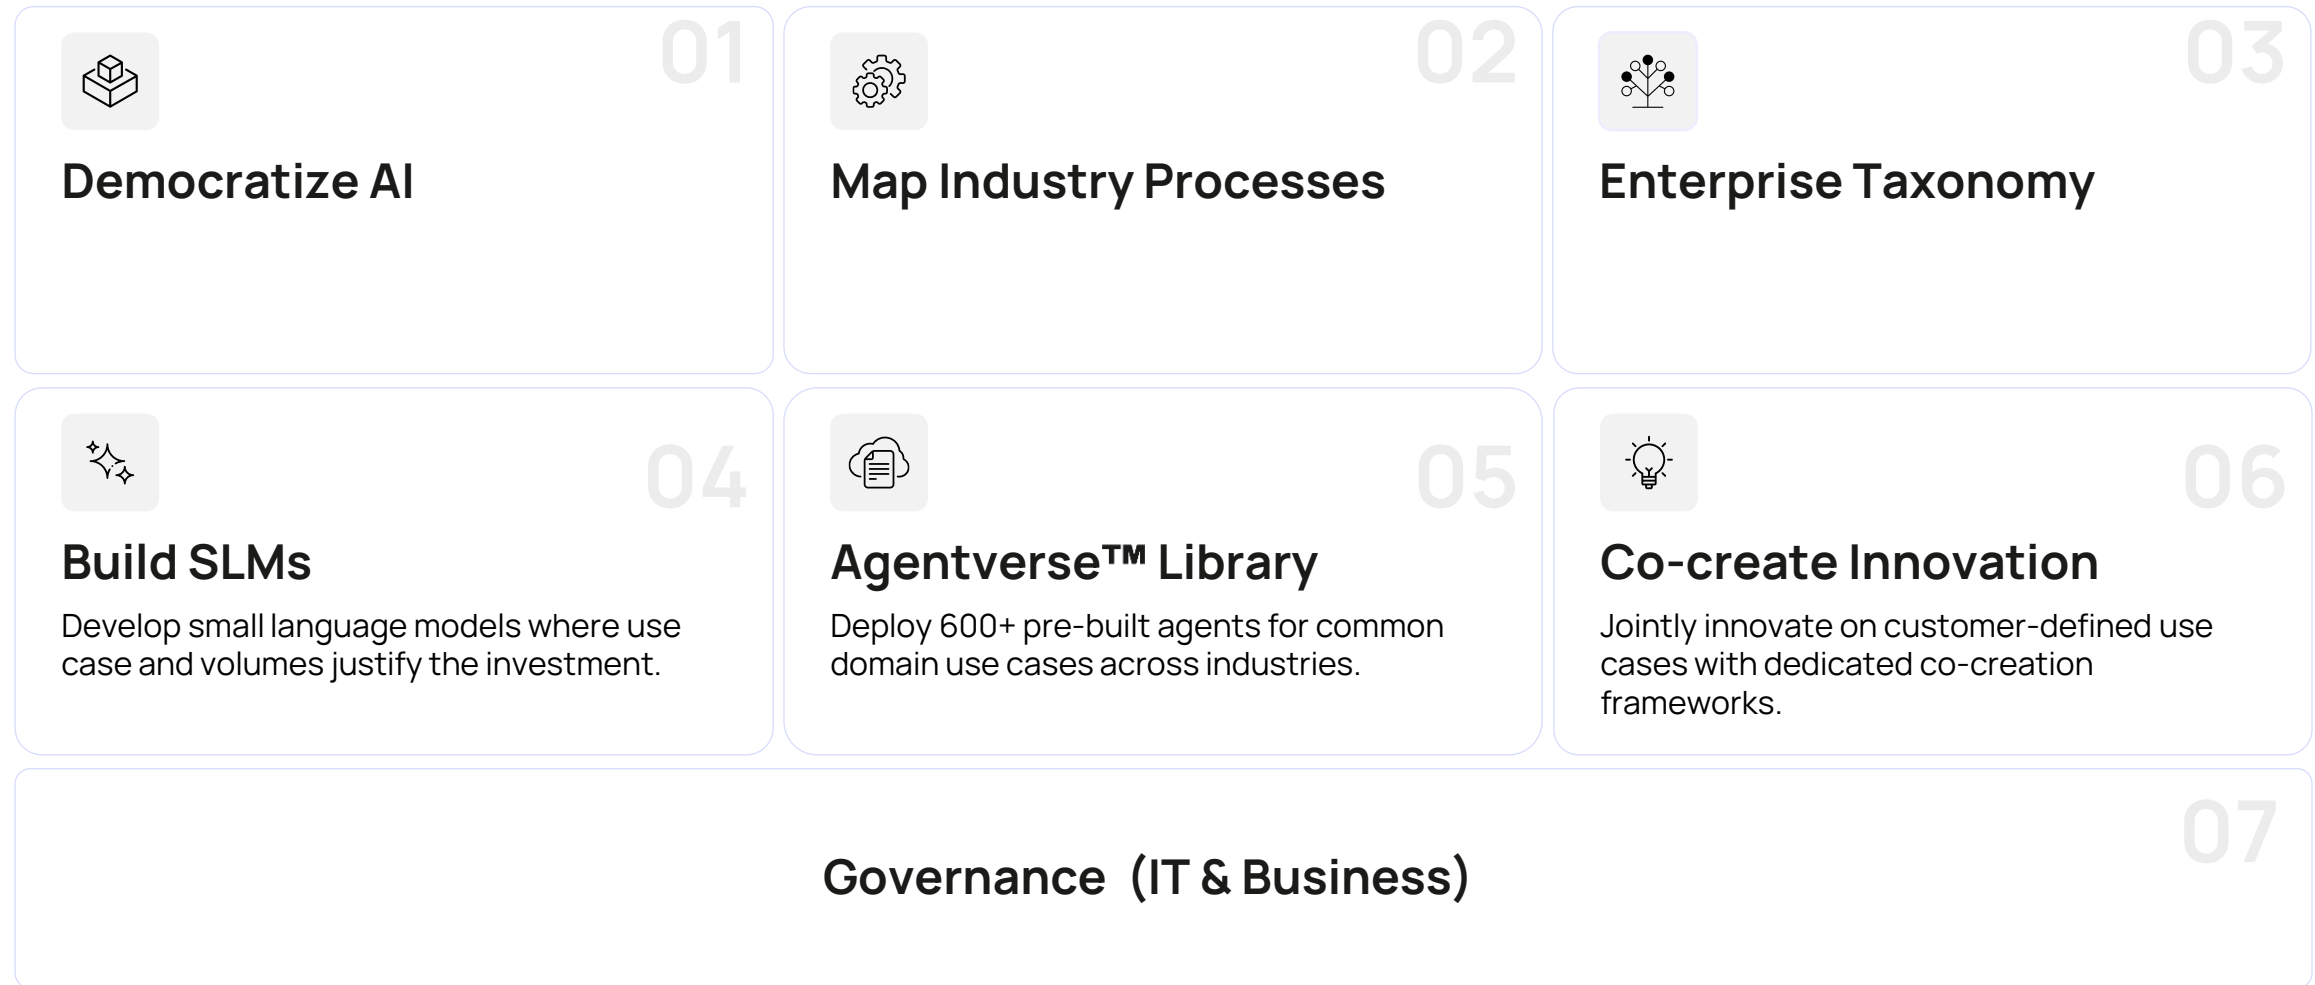 01
Democratize AI
02
Map Industry Processes
03
Enterprise Taxonomy
04
Build SLMs
Develop small language models where use
case and volumes justify the investment.
05
Agentverse™ Library
Deploy 600+ pre-built agents for common
domain use cases across industries.
06
Co-create Innovation
Jointly innovate on customer-defined use
cases with dedicated co-creation
frameworks.
07
Governance (IT & Business)